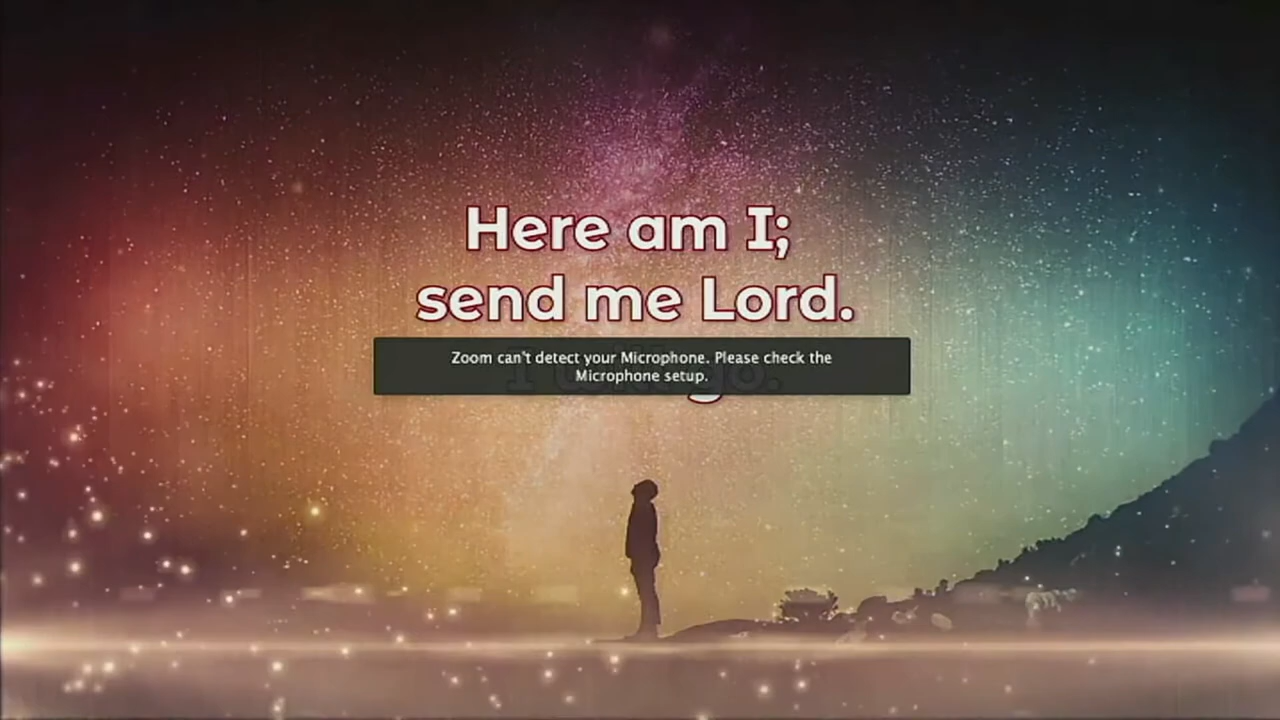 Here am I;
send me Lord.
Zoom can't detect your Microphone. Please check the
Microphone setup.